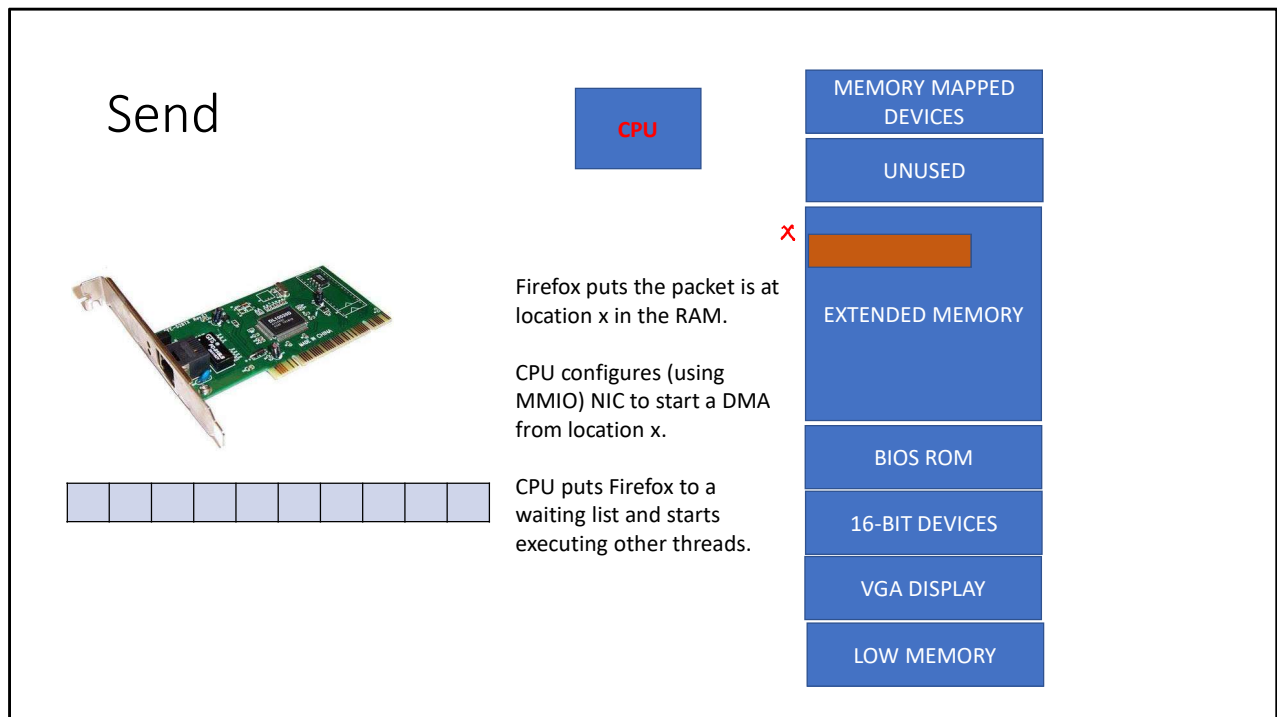 Send
CPU
MEMORY MAPPED
DEVICES
UNUSED
x
EXTENDED MEMORY
BIOS ROM
16-BIT DEVICES
VGA DISPLAY
LOW MEMORY
Firefox puts the packet is at
location x in the RAM.
CPU configures (using
MMIO) NIC to start a DMA
from location x.
CPU puts Firefox to a
waiting list and starts
executing other threads.